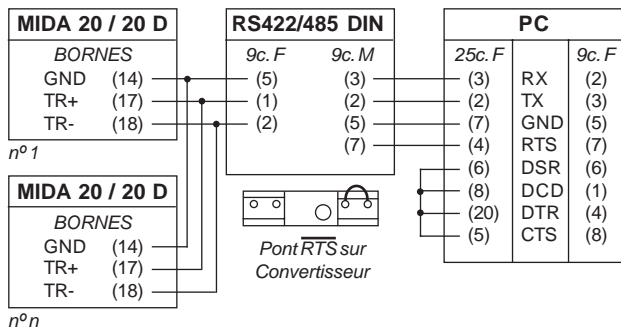 MIDA 20 / 20 D
BORNES
GND (14)
TR+ (17)
TR- (18)
nº 1
MIDA 20 / 20 D
BORNES
GND (14)
TR+ (17)
TR- (18)
nº n
RS422/485 DIN
9c. F 9c. M
(5) (3)
(1) (2)
(2) (5)
(7)
Pont RTS sur
Convertisseur
PC
25c. F 9c. F
(3) RX (2)
(2) TX (3)
(7) GND (5)
(4) RTS (7)
(6) DSR (6)
(8) DCD (1)
(20) DTR (4)
(5) CTS (8)